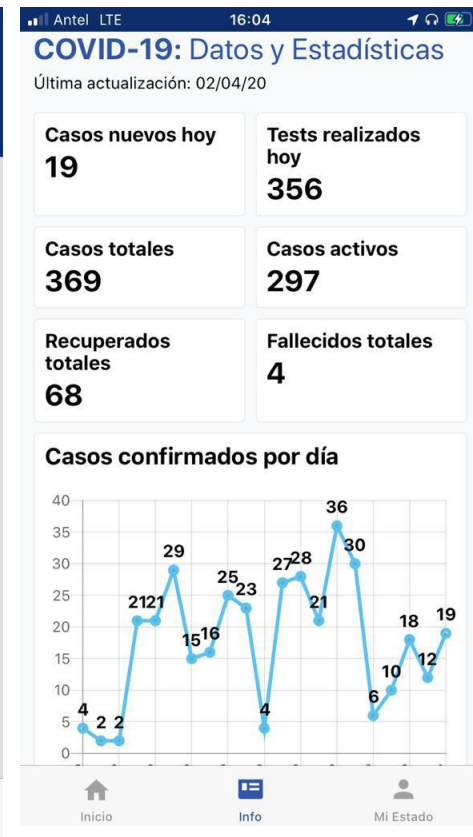 Antel LTE 16:04
COVID-19: Datos y Estadísticas
Última actualización: 02/04/20
Casos nuevos hoy
19
Tests realizados
hoy
356
Casos totales
369
Casos activos
297
Recuperados
totales
68
Fallecidos totales
4
Casos confirmados por día
40
35
30
25
20
15
10
5
0
4
2
2
21
21
29
15
16
25
23
4
27
28
21
36
30
6
10
18
12
19
Inicio
Info
Mi Estado